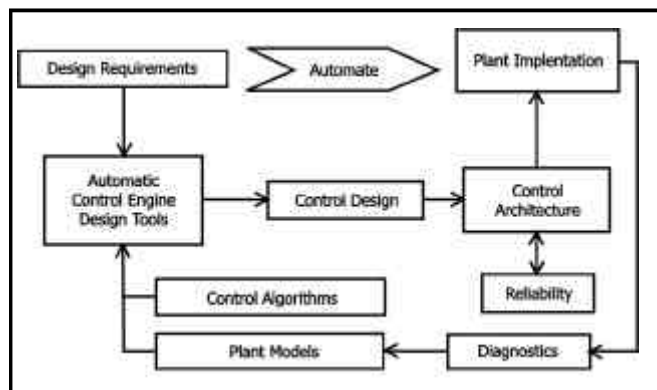 Design Requirements
Automate
Plant Implentation
Automatic
Control Engine
Design Tools
Control Design
Control
Architecture
Control Algorithms
Reliability
Plant Models
Diagnostics